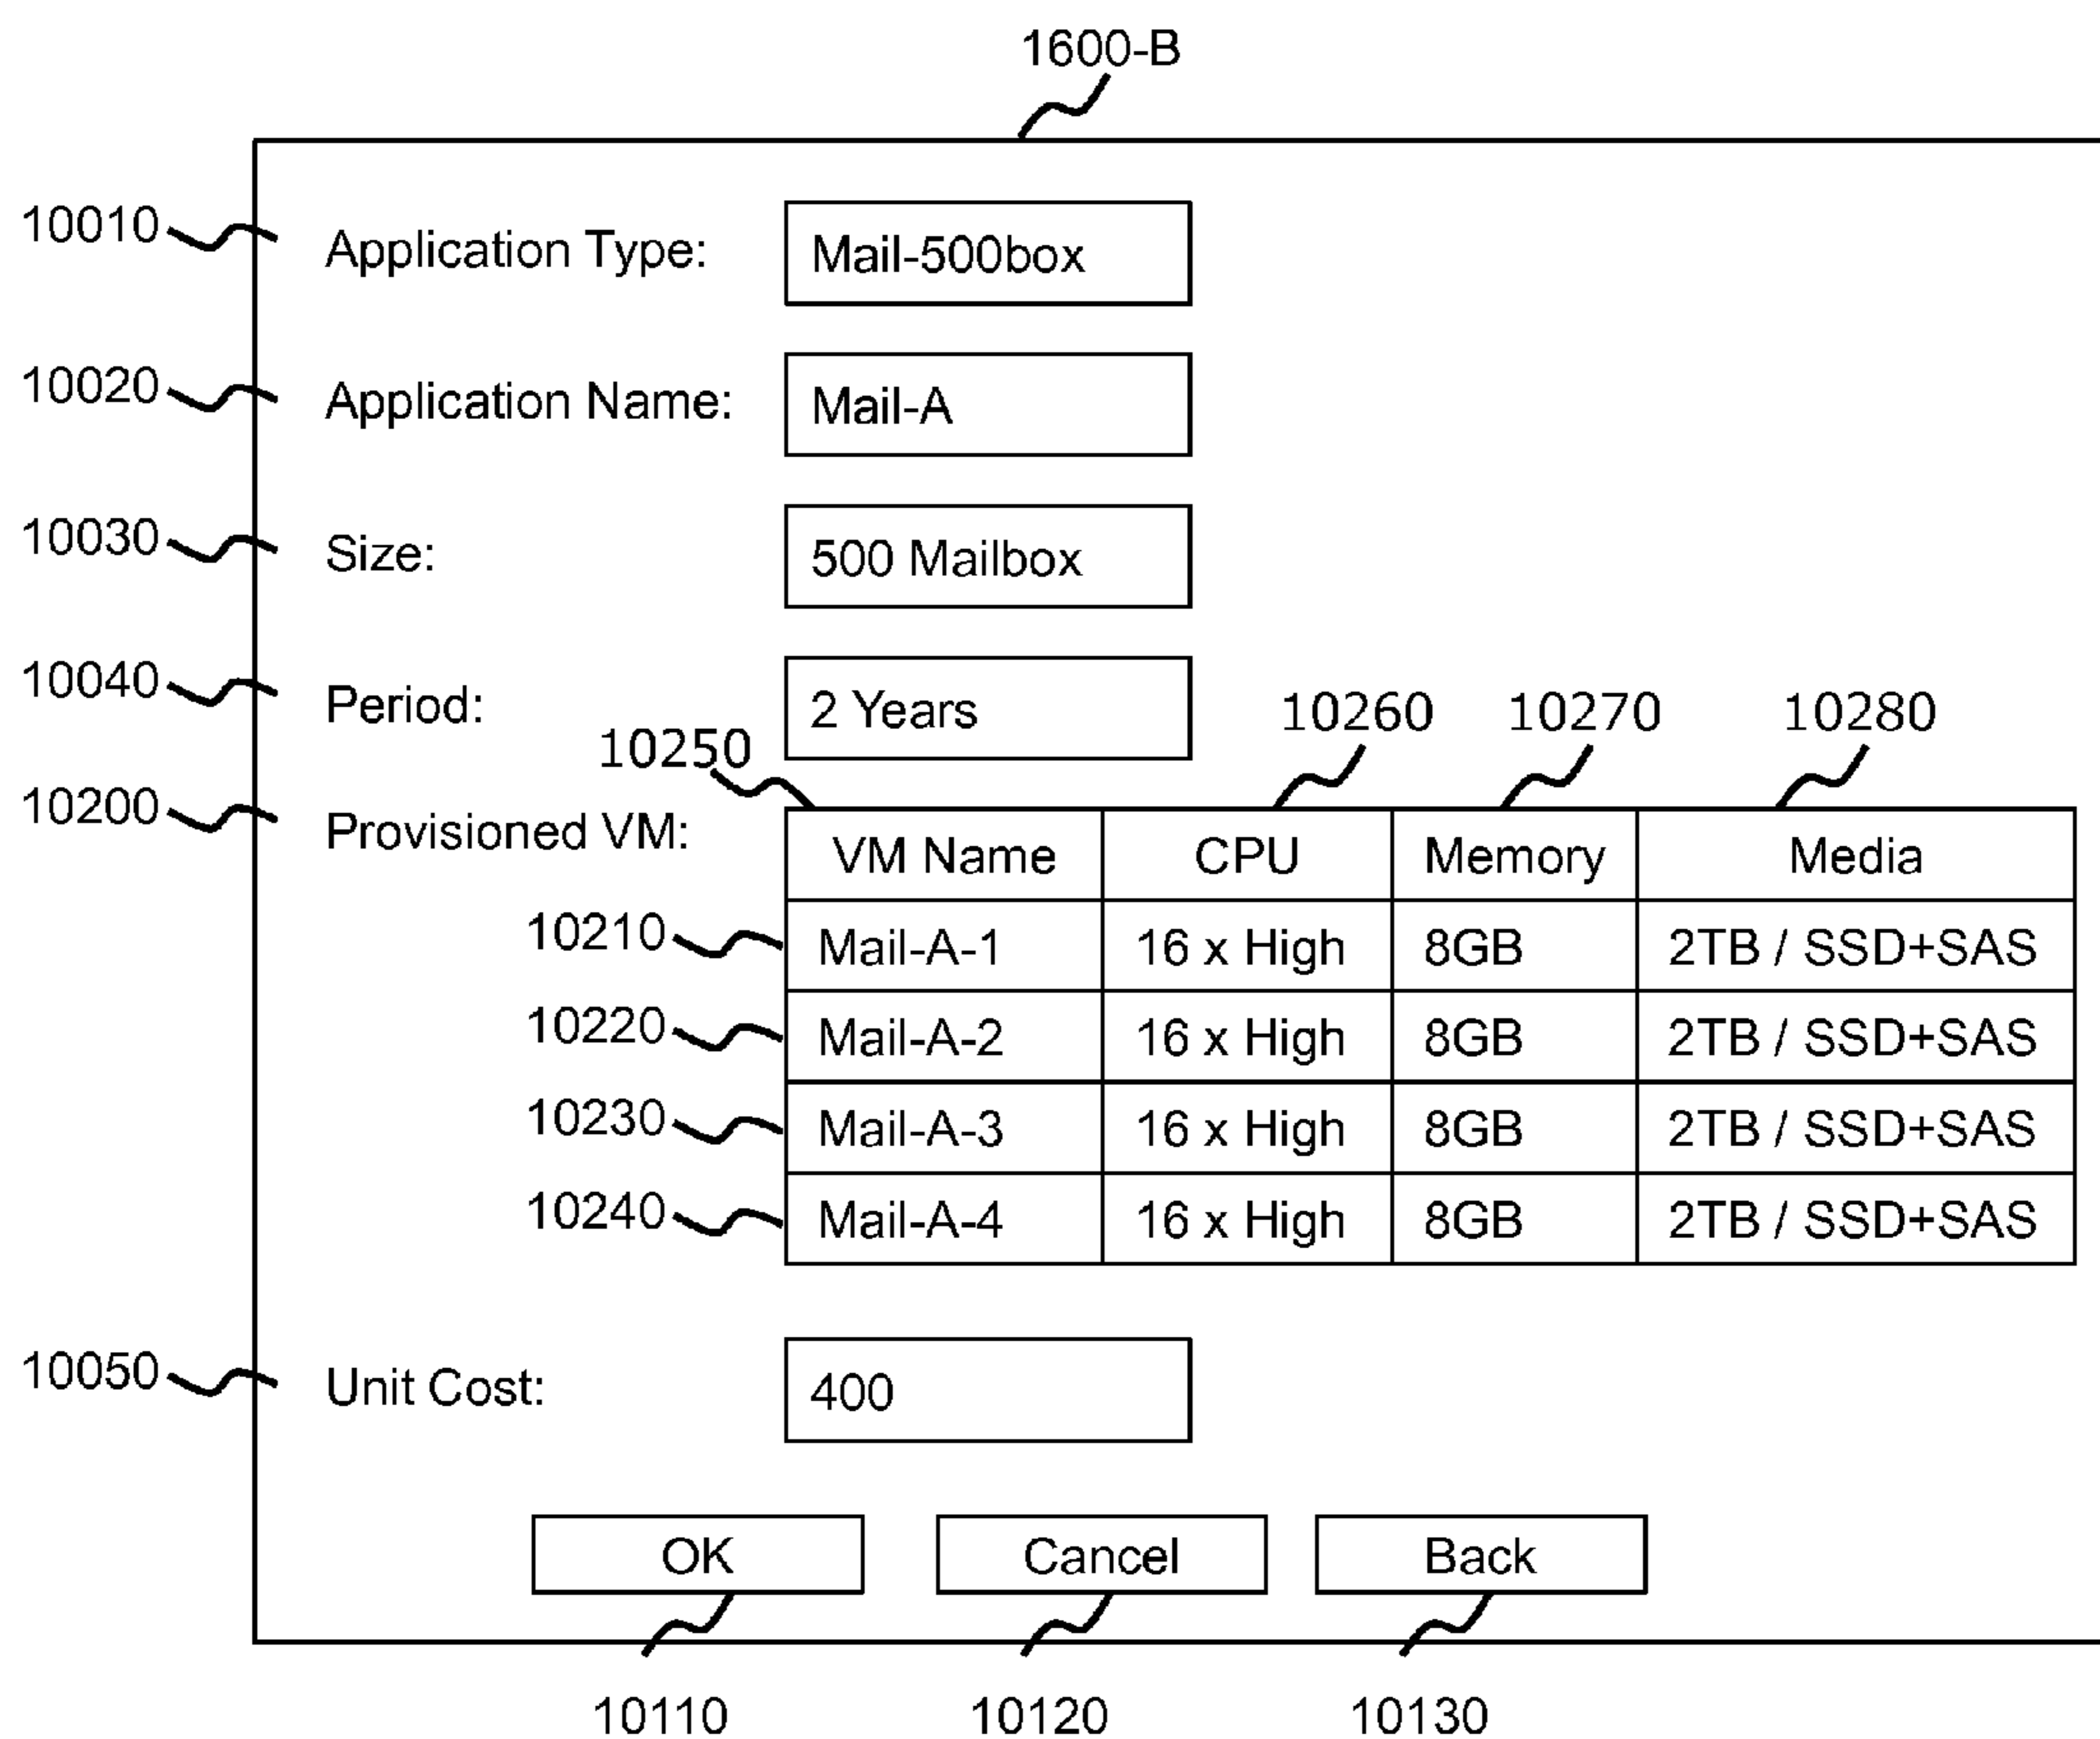 1600-B
10010 Application Type: Mail-500box
10020 Application Name: Mail-A
10030 Size: 500 Mailbox
10040 Period: 2 Years
10250 10260 10270 10280
10200 Provisioned VM:
VM Name CPU Memory Media
10210 Mail-A-1 16 x High 8GB 2TB / SSD+SAS
10220 Mail-A-2 16 x High 8GB 2TB / SSD+SAS
10230 Mail-A-3 16 x High 8GB 2TB / SSD+SAS
10240 Mail-A-4 16 x High 8GB 2TB / SSD+SAS
10050 Unit Cost: 400
OK Cancel Back
10110 10120 10130